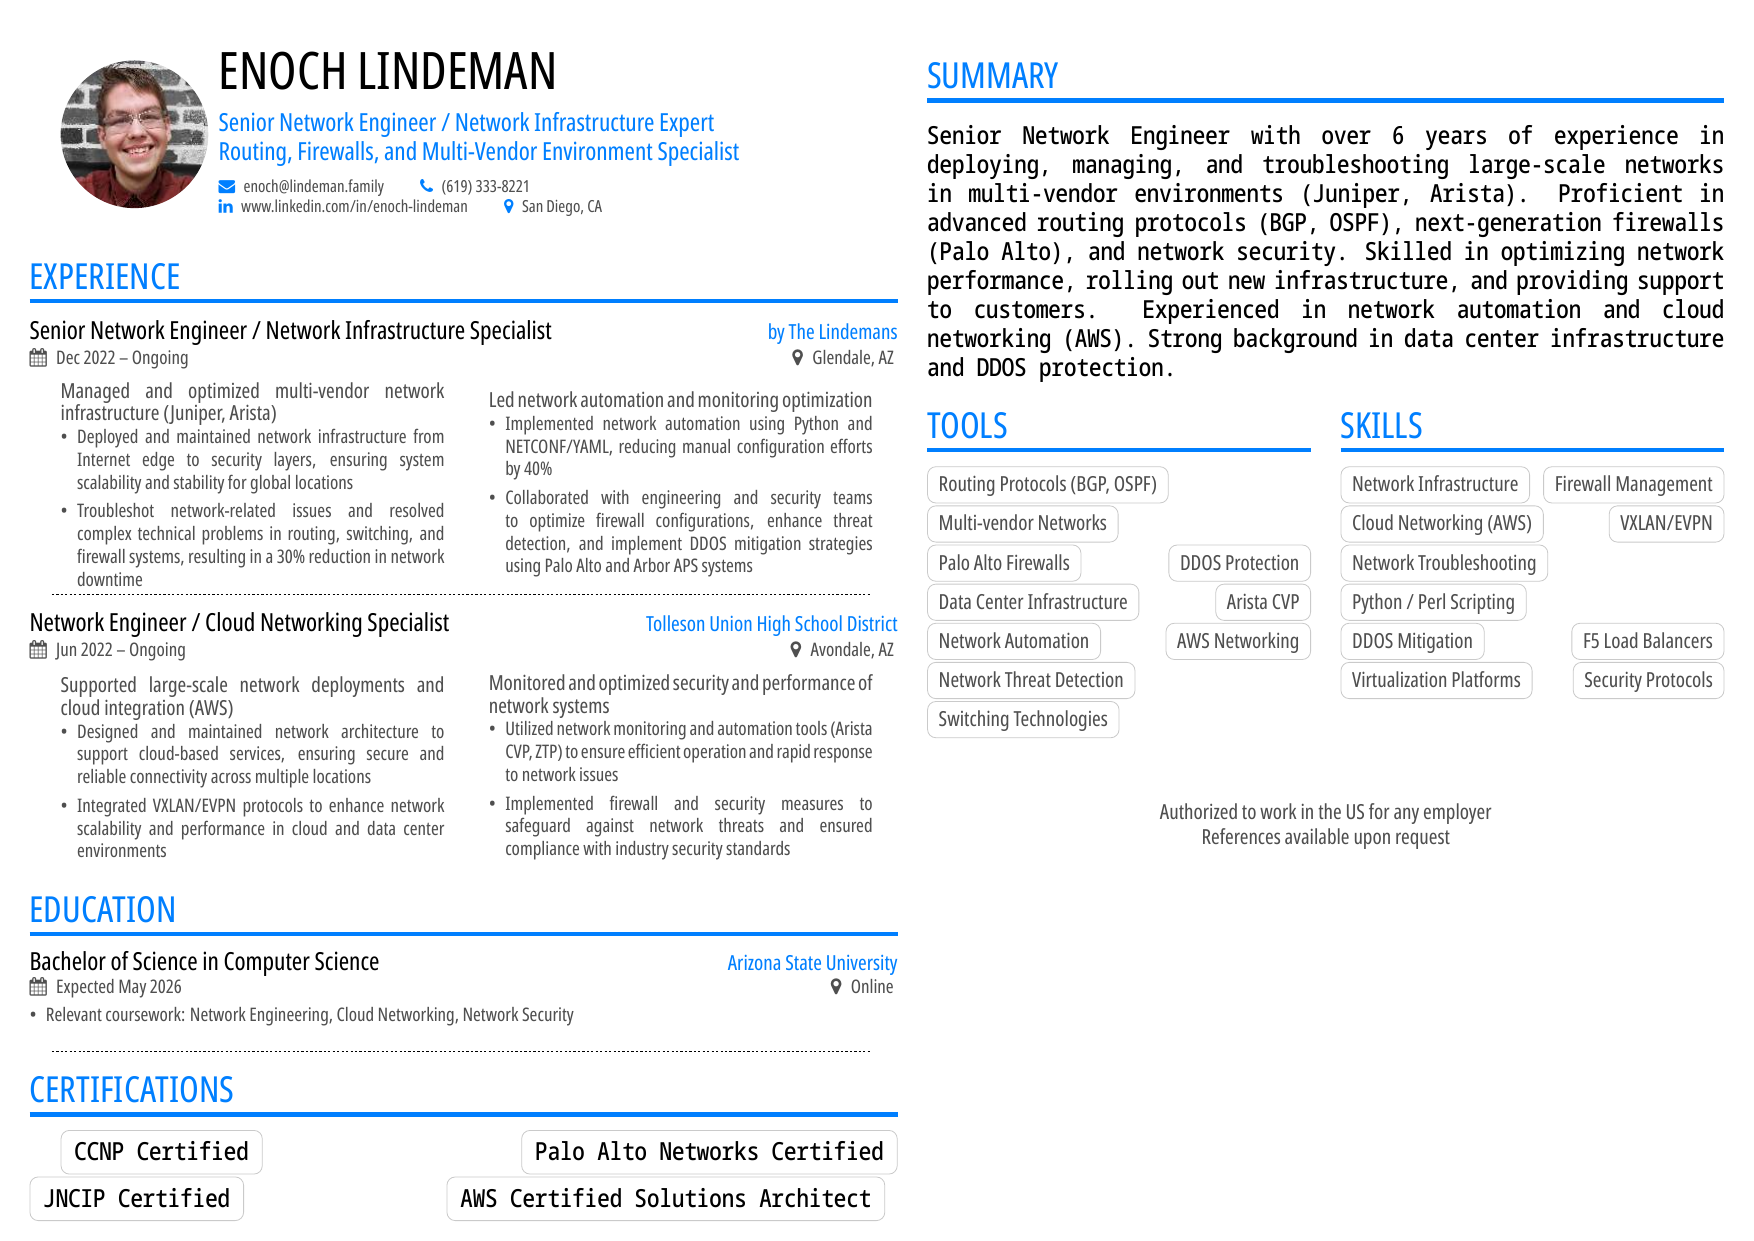 ENOCH LINDEMAN
Senior Network Engineer / Network Infrastructure Expert
Routing, Firewalls, and Multi-Vendor Environment Specialist
enoch@lindeman.family (619) 333-8221
www.linkedin.com/in/enoch-lindeman San Diego, CA
EXPERIENCE
Senior Network Engineer / Network Infrastructure Specialist by The Lindemans
Dec 2022 – Ongoing Glendale, AZ
Managed and optimized multi-vendor network
infrastructure (Juniper, Arista)
• Deployed and maintained network infrastructure from
Internet edge to security layers, ensuring system
scalability and stability for global locations
• Troubleshot network-related issues and resolved
complex technical problems in routing, switching, and
firewall systems, resulting in a 30% reduction in network
downtime
Led network automation and monitoring optimization
• Implemented network automation using Python and
NETCONF/YAML, reducing manual configuration efforts
by 40%
• Collaborated with engineering and security teams
to optimize firewall configurations, enhance threat
detection, and implement DDOS mitigation strategies
using Palo Alto and Arbor APS systems
Network Engineer / Cloud Networking Specialist Tolleson Union High School District
Jun 2022 – Ongoing Avondale, AZ
Supported large-scale network deployments and
cloud integration (AWS)
• Designed and maintained network architecture to
support cloud-based services, ensuring secure and
reliable connectivity across multiple locations
• Integrated VXLAN/EVPN protocols to enhance network
scalability and performance in cloud and data center
environments
Monitored and optimized security and performance of
network systems
• Utilized network monitoring and automation tools (Arista
CVP, ZTP) to ensure efficient operation and rapid response
to network issues
• Implemented firewall and security measures to
safeguard against network threats and ensured
compliance with industry security standards
EDUCATION
Bachelor of Science in Computer Science Arizona State University
Expected May 2026 Online
• Relevant coursework: Network Engineering, Cloud Networking, Network Security
CERTIFICATIONS
CCNP Certified Palo Alto Networks Certified
JNCIP Certified AWS Certified Solutions Architect
SUMMARY
Senior Network Engineer with over 6 years of experience in
deploying, managing, and troubleshooting large-scale networks
in multi-vendor environments (Juniper, Arista). Proficient in
advanced routing protocols (BGP, OSPF), next-generation firewalls
(Palo Alto), and network security. Skilled in optimizing network
performance, rolling out new infrastructure, and providing support
to customers. Experienced in network automation and cloud
networking (AWS). Strong background in data center infrastructure
and DDOS protection.
TOOLS
Routing Protocols (BGP, OSPF)
Multi-vendor Networks
Palo Alto Firewalls DDOS Protection
Data Center Infrastructure Arista CVP
Network Automation AWS Networking
Network Threat Detection
Switching Technologies
SKILLS
Network Infrastructure Firewall Management
Cloud Networking (AWS) VXLAN/EVPN
Network Troubleshooting
Python / Perl Scripting
DDOS Mitigation F5 Load Balancers
Virtualization Platforms Security Protocols
Authorized to work in the US for any employer
References available upon request